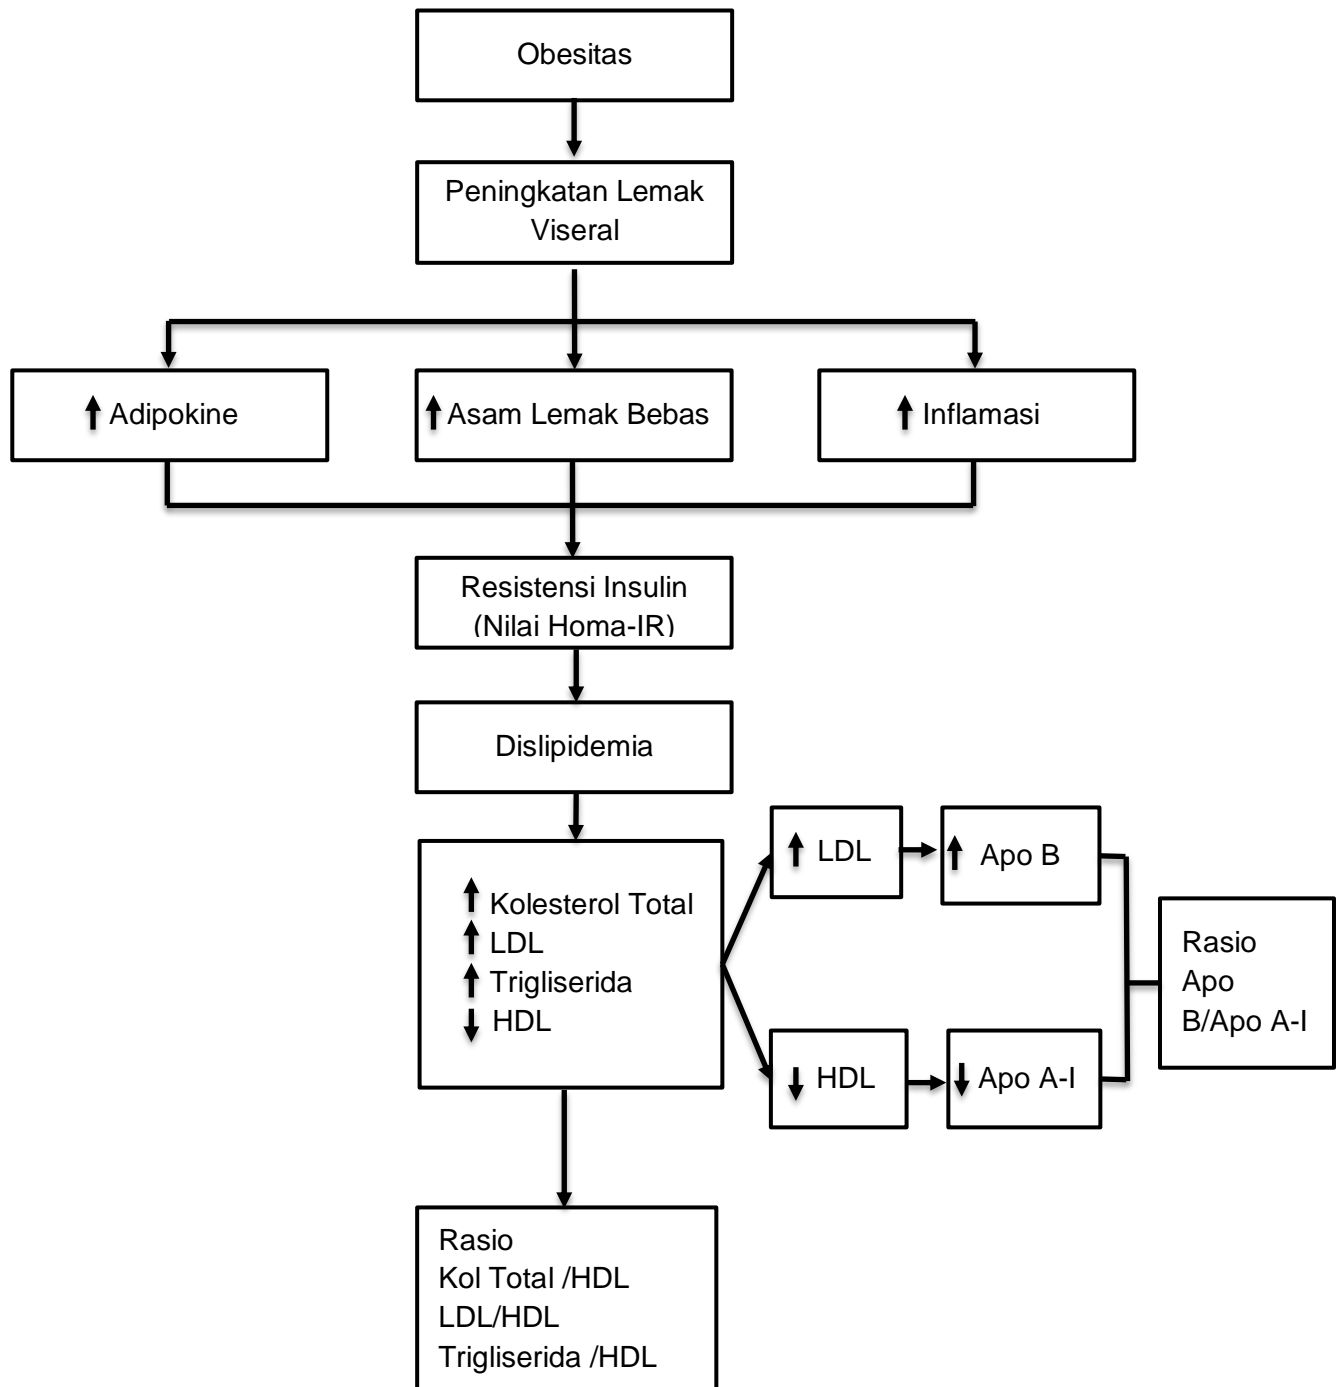 Obesitas
Peningkatan Lemak
Viseral
↑ Adipokine
↑ Asam Lemak Bebas
↑ Inflamasi
Resistensi Insulin
(Nilai Homa-IR)
Dislipidemia
↑ Kolesterol Total
↑ LDL
↑ Trigliserida
↓ HDL
↑ LDL
↑ Apo B
↓ HDL
↓ Apo A-I
Rasio
Apo
B/Apo A-I
Rasio
Kol Total /HDL
LDL/HDL
Trigliserida /HDL